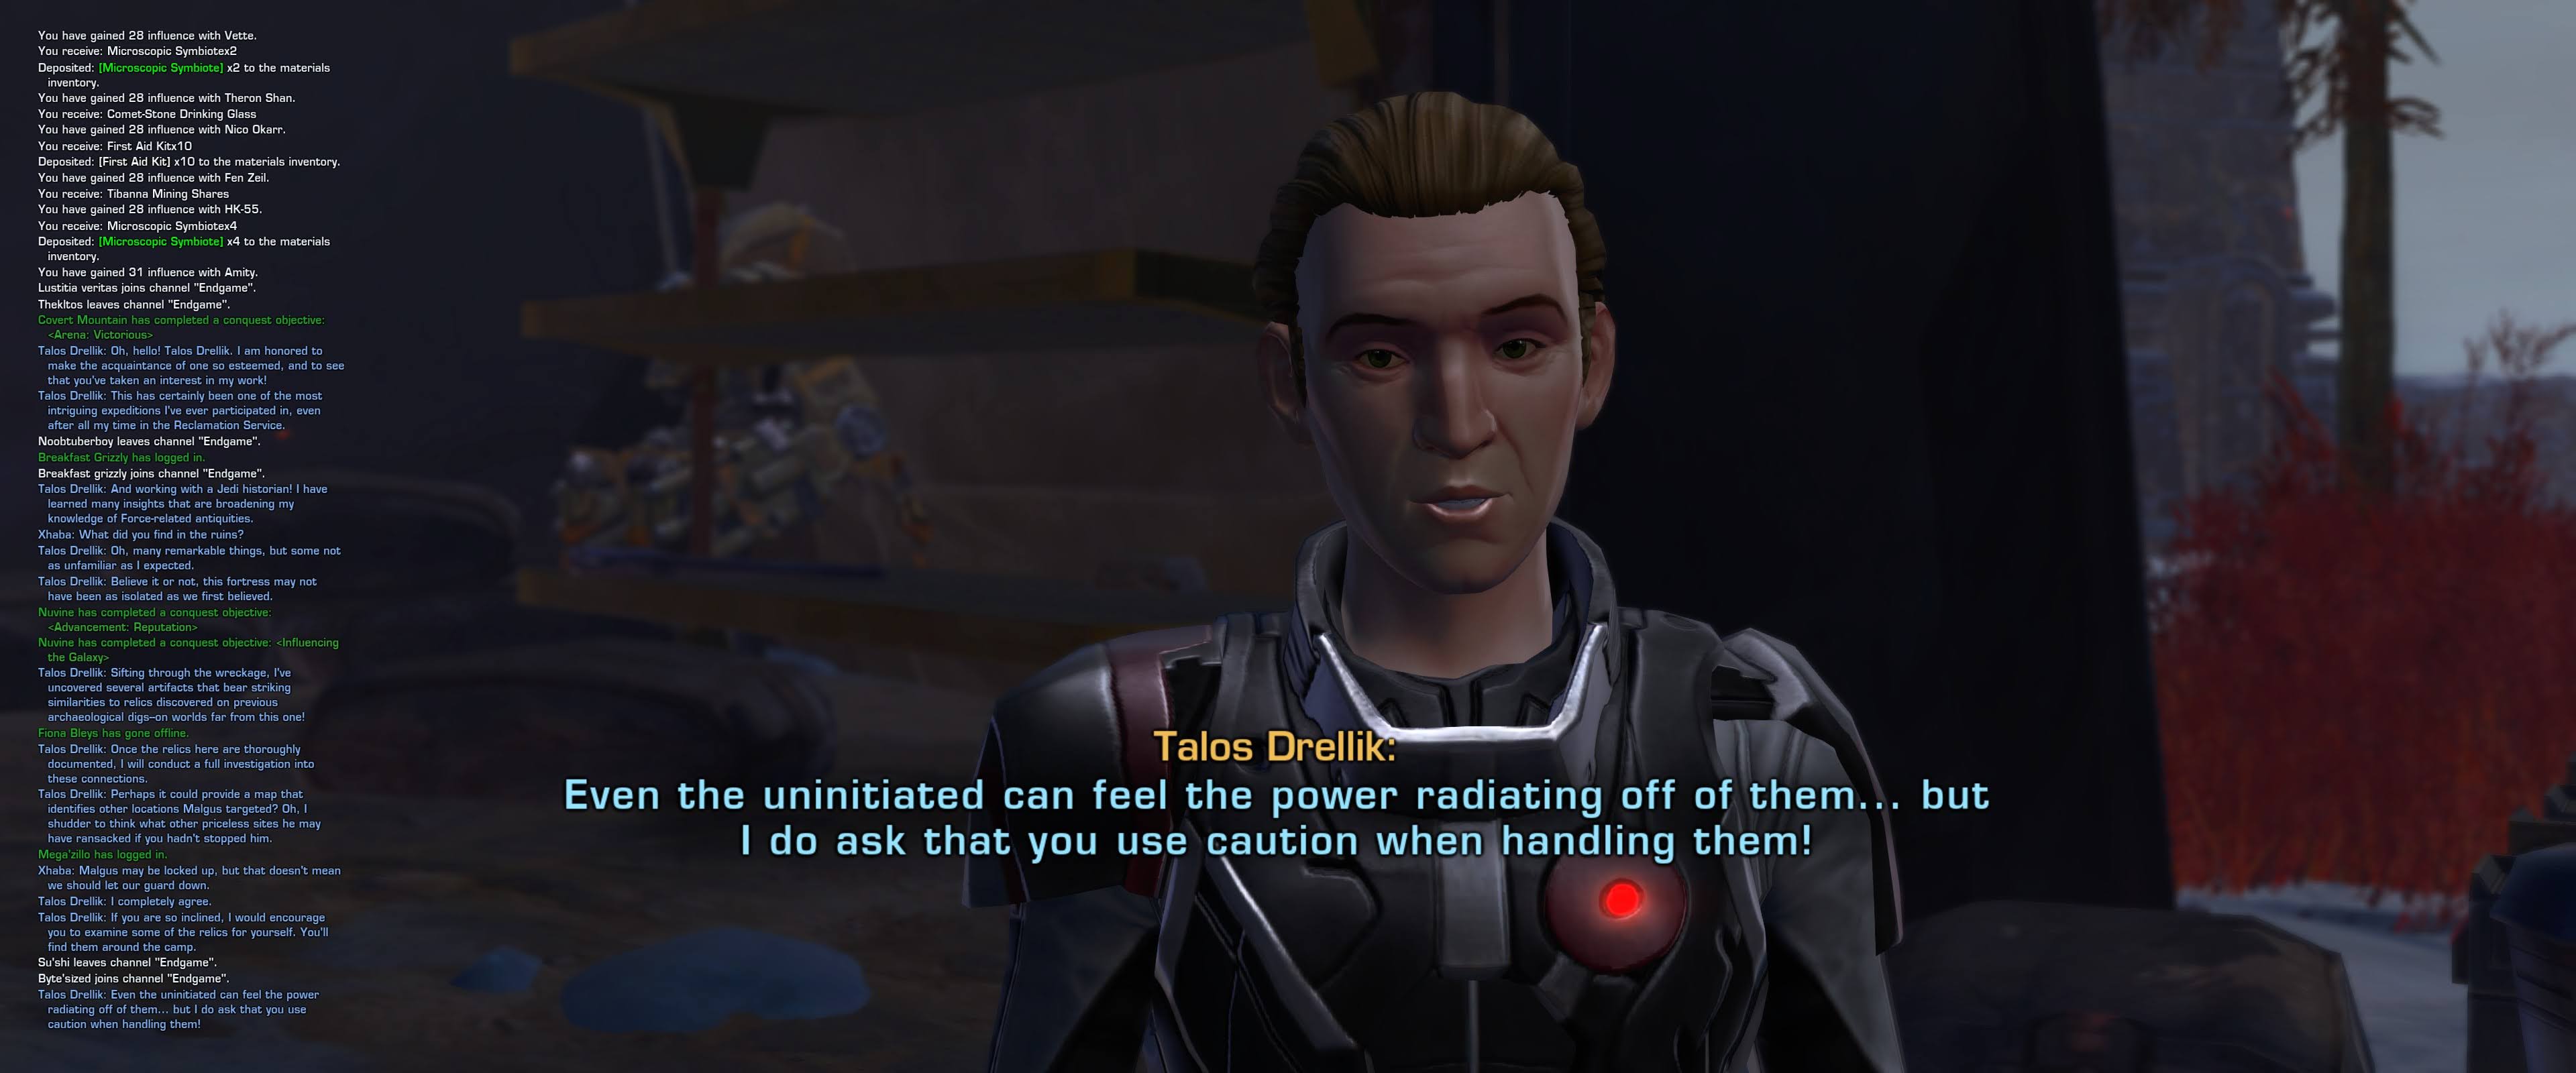 You have gained 28 influence with Vette.
You receive: Microscopic Symbiotex2
Deposited: [Microscopic Symbiote] x2 to the materials
inventory.
You have gained 28 influence with Theron Shan.
You receive: Comet-Stone Drinking Glass
You have gained 28 influence with Nico Okarr.
You receive: First Aid Kitx10
Deposited: [First Aid Kit] x10 to the materials inventory.
You have gained 28 influence with Fen Zeil.
You receive: Tibanna Mining Shares
You have gained 28 influence with HK-55.
You receive: Microscopic Symbiotex4
Deposited: [Microscopic Symbiote] x4 to the materials
inventory.
You have gained 31 influence with Amity.
Lustitia veritas joins channel "Endgame".
Thekltos leaves channel "Endgame".
Covert Mountain has completed a conquest objective:
<Arena: Victorious>
Talos Drellik: Oh, hello! Talos Drellik. I am honored to
make the acquaintance of one so esteemed, and to see
that you've taken an interest in my work!
Talos Drellik: This has certainly been one of the most
intriguing expeditions I've ever participated in, even
after all my time in the Reclamation Service.
Noobtuberboy leaves channel "Endgame".
Breakfast Grizzly has logged in.
Breakfast grizzly joins channel "Endgame".
Talos Drellik: And working with a Jedi historian! I have
learned many insights that are broadening my
knowledge of Force-related antiquities.
Xhaba: What did you find in the ruins?
Talos Drellik: Oh, many remarkable things, but some not
as unfamiliar as I expected.
Talos Drellik: Believe it or not, this fortress may not
have been as isolated as we first believed.
Nuvine has completed a conquest objective:
<Advancement: Reputation>
Nuvine has completed a conquest objective: <Influencing
the Galaxy>
Talos Drellik: Sifting through the wreckage, I've
uncovered several artifacts that bear striking
similarities to relics discovered on previous
archaeological digs–on worlds far from this one!
Fiona Bleys has gone offline.
Talos Drellik: Once the relics here are thoroughly
documented, I will conduct a full investigation into
these connections.
Talos Drellik: Perhaps it could provide a map that
identifies other locations Malgus targeted? Oh, I
shudder to think what other priceless sites he may
have ransacked if you hadn't stopped him.
Mega'zillo has logged in.
Xhaba: Malgus may be locked up, but that doesn't mean
we should let our guard down.
Talos Drellik: I completely agree.
Talos Drellik: If you are so inclined, I would encourage
you to examine some of the relics for yourself. You'll
find them around the camp.
Su'shi leaves channel "Endgame".
Byte'sized joins channel "Endgame".
Talos Drellik: Even the uninitiated can feel the power
radiating off of them... but I do ask that you use
caution when handling them!
Talos Drellik:
Even the uninitiated can feel the power radiating off of them... but
I do ask that you use caution when handling them!